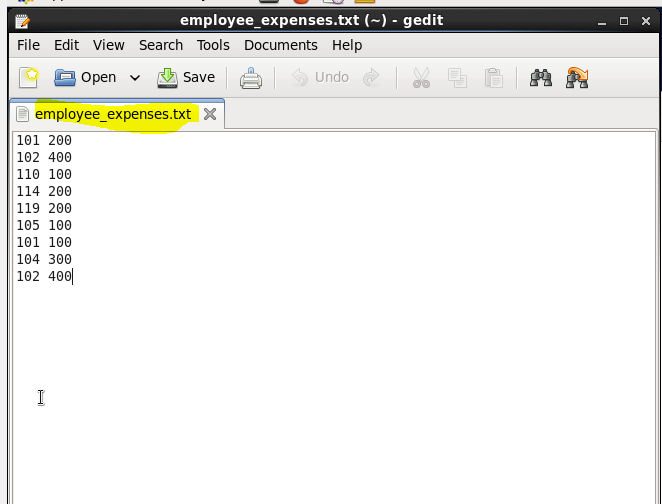 employee_expenses.txt (~) - gedit
File Edit View Search Tools Documents Help
Open Save Undo
employee_expenses.txt
101 200
102 400
110 100
114 200
119 200
105 100
101 100
104 300
102 400